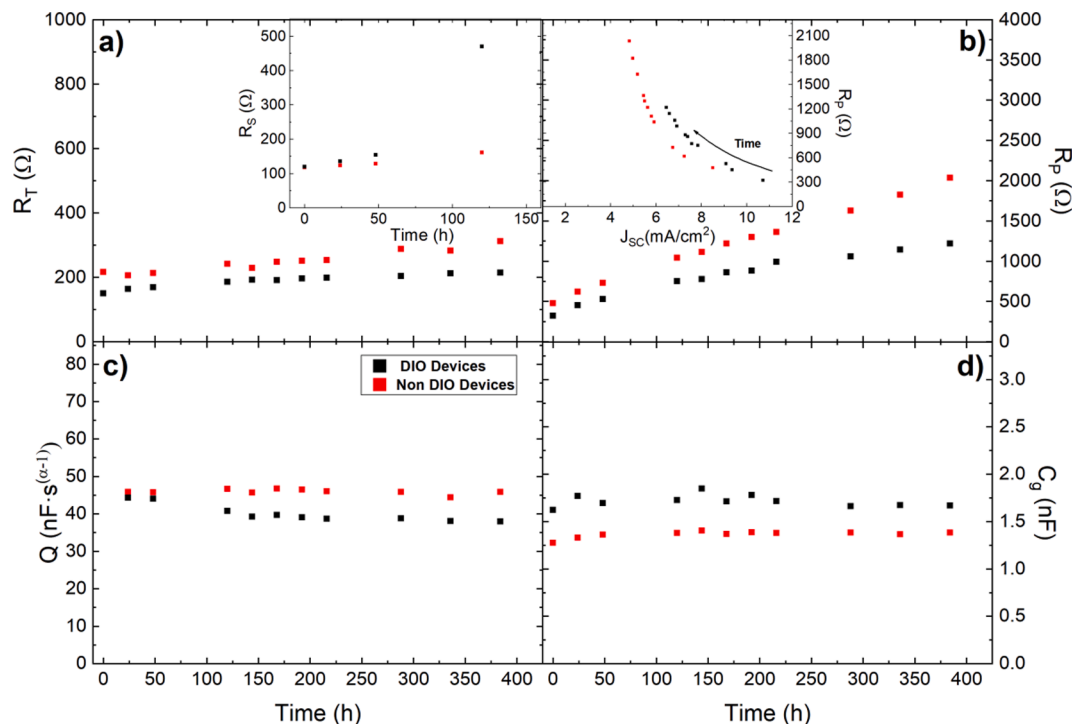 a)
R_T (Ω)
1000
800
600
400
200
0
R_S (Ω)
500
400
300
200
100
0
0 50 100 150
Time (h)
b)
R_P (Ω)
4000
3500
3000
2500
2000
1500
1000
500
0
R_P (Ω)
2100
1800
1500
1200
900
600
300
0
Time
2 4 6 8 10 12
J_SC(mA/cm²)
c)
Q (nF·s^(α-1))
80
70
60
50
40
30
20
10
0
DIO Devices
Non DIO Devices
0 50 100 150 200 250 300 350 400
Time (h)
d)
C_g (nF)
3.0
2.5
2.0
1.5
1.0
0.5
0.0
0 50 100 150 200 250 300 350 400
Time (h)